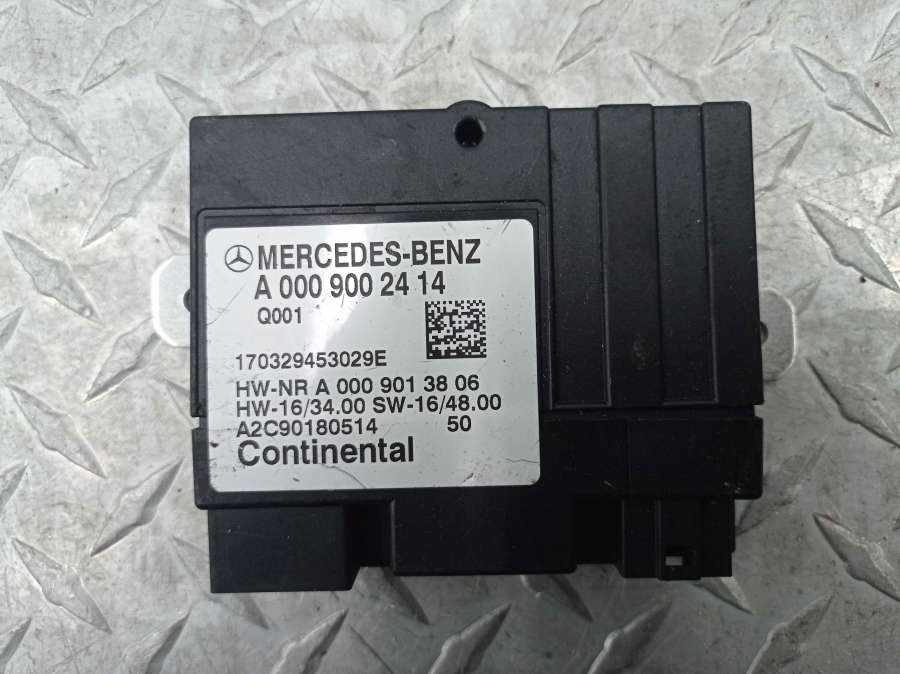 MERCEDES-BENZ
A 000 900 24 14
Q001
170329453029E
HW-NR A 000 901 38 06
HW-16/34.00 SW-16/48.00
A2C90180514 50
Continental